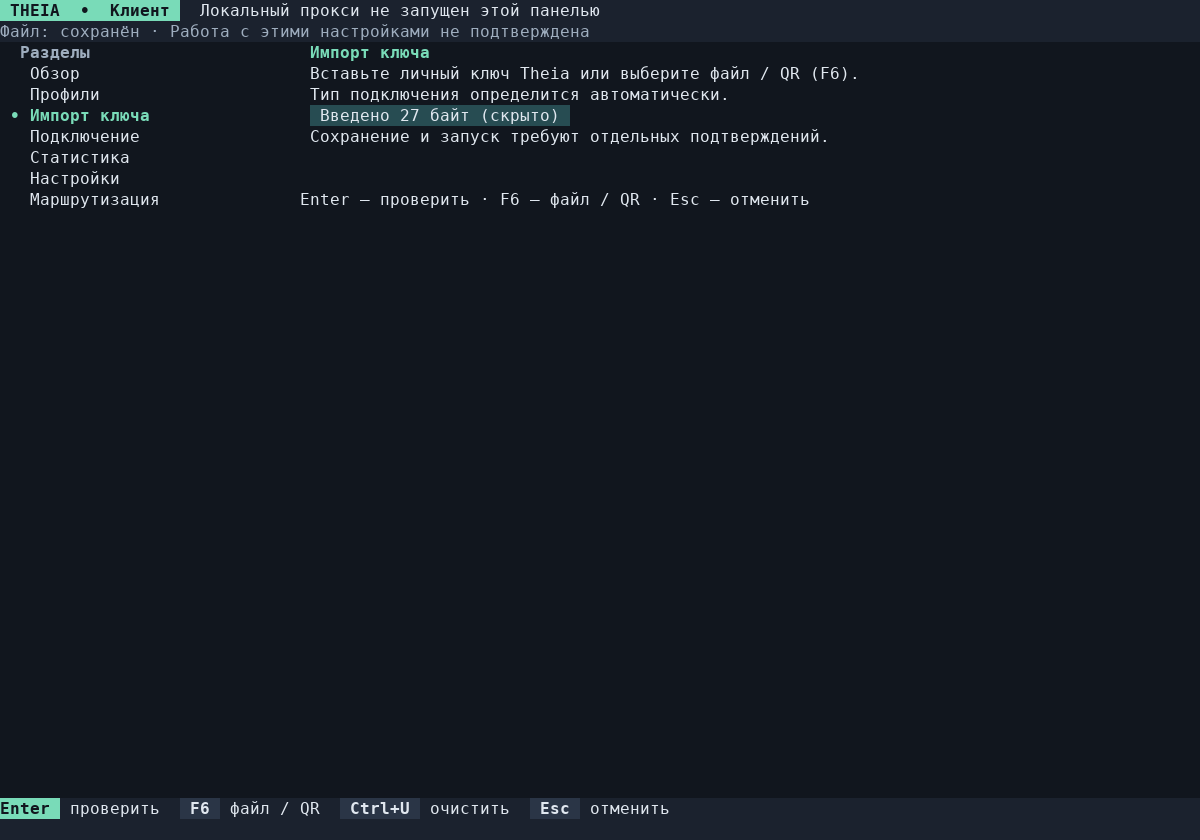 THEIA • Клиент Локальный прокси не запущен этой панелью
Файл: сохранён · Работа с этими настройками не подтверждена
Разделы
Обзор
Профили
• Импорт ключа
Подключение
Статистика
Настройки
Маршрутизация
Импорт ключа
Вставьте личный ключ Theia или выберите файл / QR (F6).
Тип подключения определится автоматически.
Введено 27 байт (скрыто)
Сохранение и запуск требуют отдельных подтверждений.
Enter — проверить · F6 — файл / QR · Esc — отменить
Enter проверить F6 файл / QR Ctrl+U очистить Esc отменить